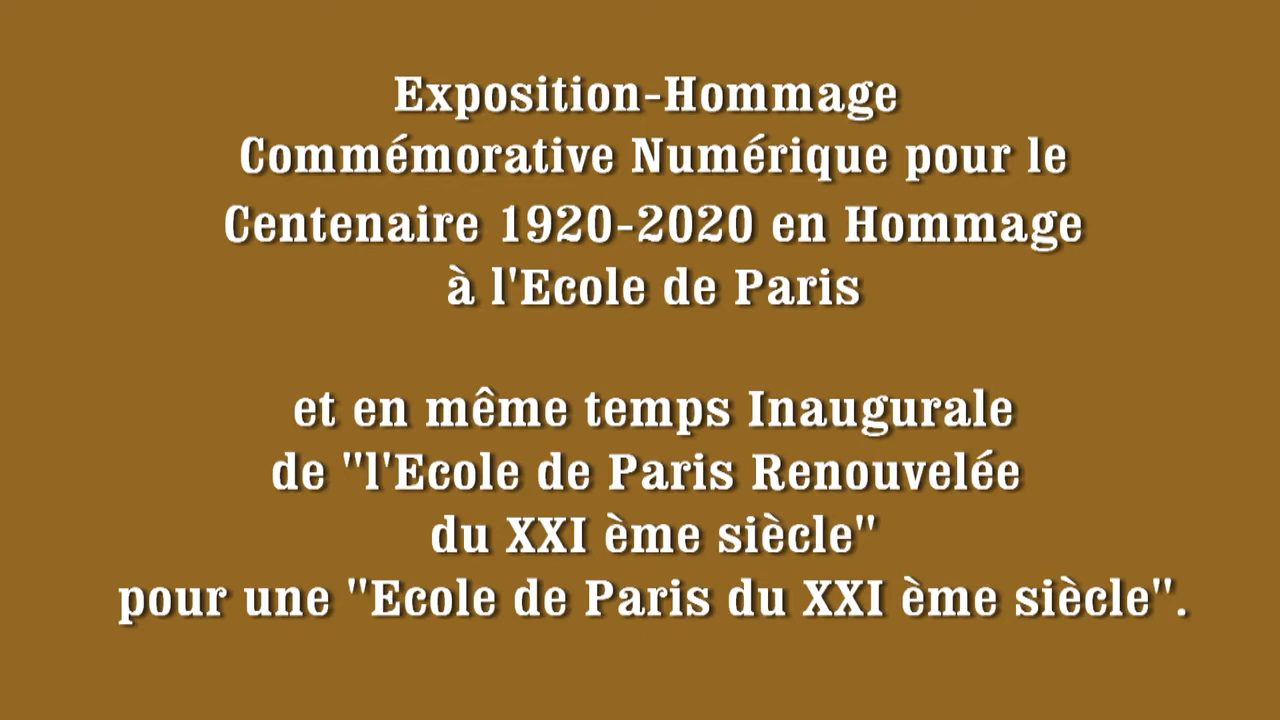 Exposition-Hommage
Commémorative Numérique pour le
Centenaire 1920-2020 en Hommage
à l'Ecole de Paris
et en même temps Inaugurale
de "l'Ecole de Paris Renouvelée
du XXI ème siècle"
pour une "Ecole de Paris du XXI ème siècle".